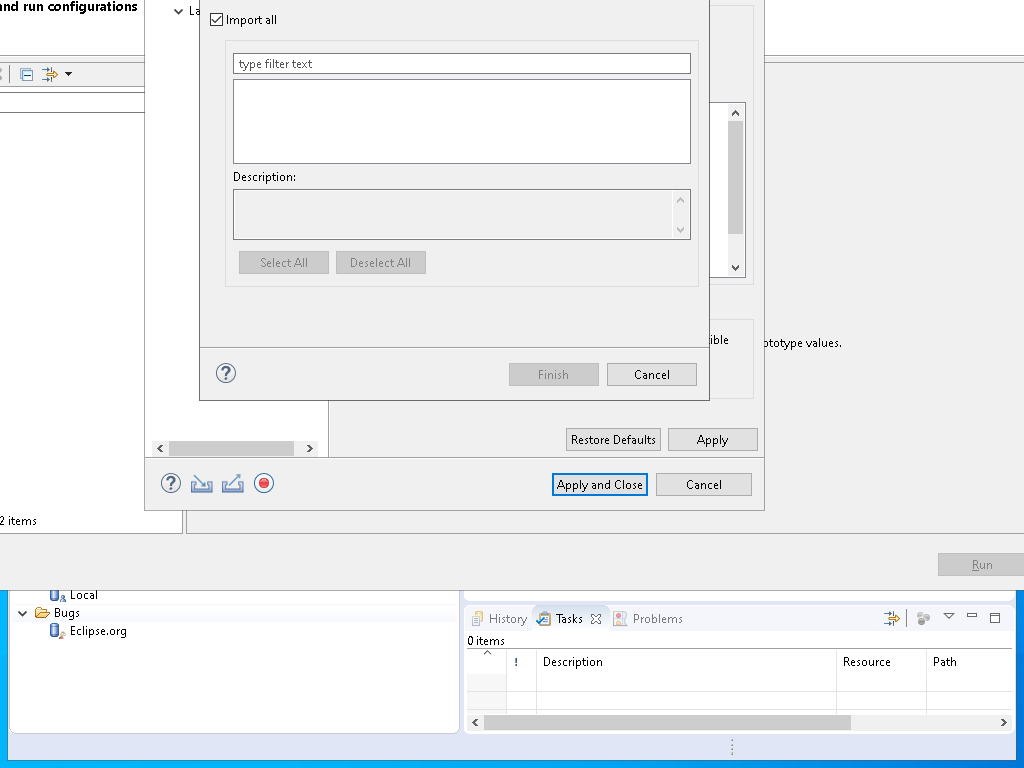 and run configurations
La
Import all
type filter text
Description:
Select All
Deselect All
ible
ototype values.
Finish
Cancel
Restore Defaults
Apply
Apply and Close
Cancel
2 items
Run
Local
Bugs
Eclipse.org
History
Tasks
Problems
0 items
!
Description
Resource
Path